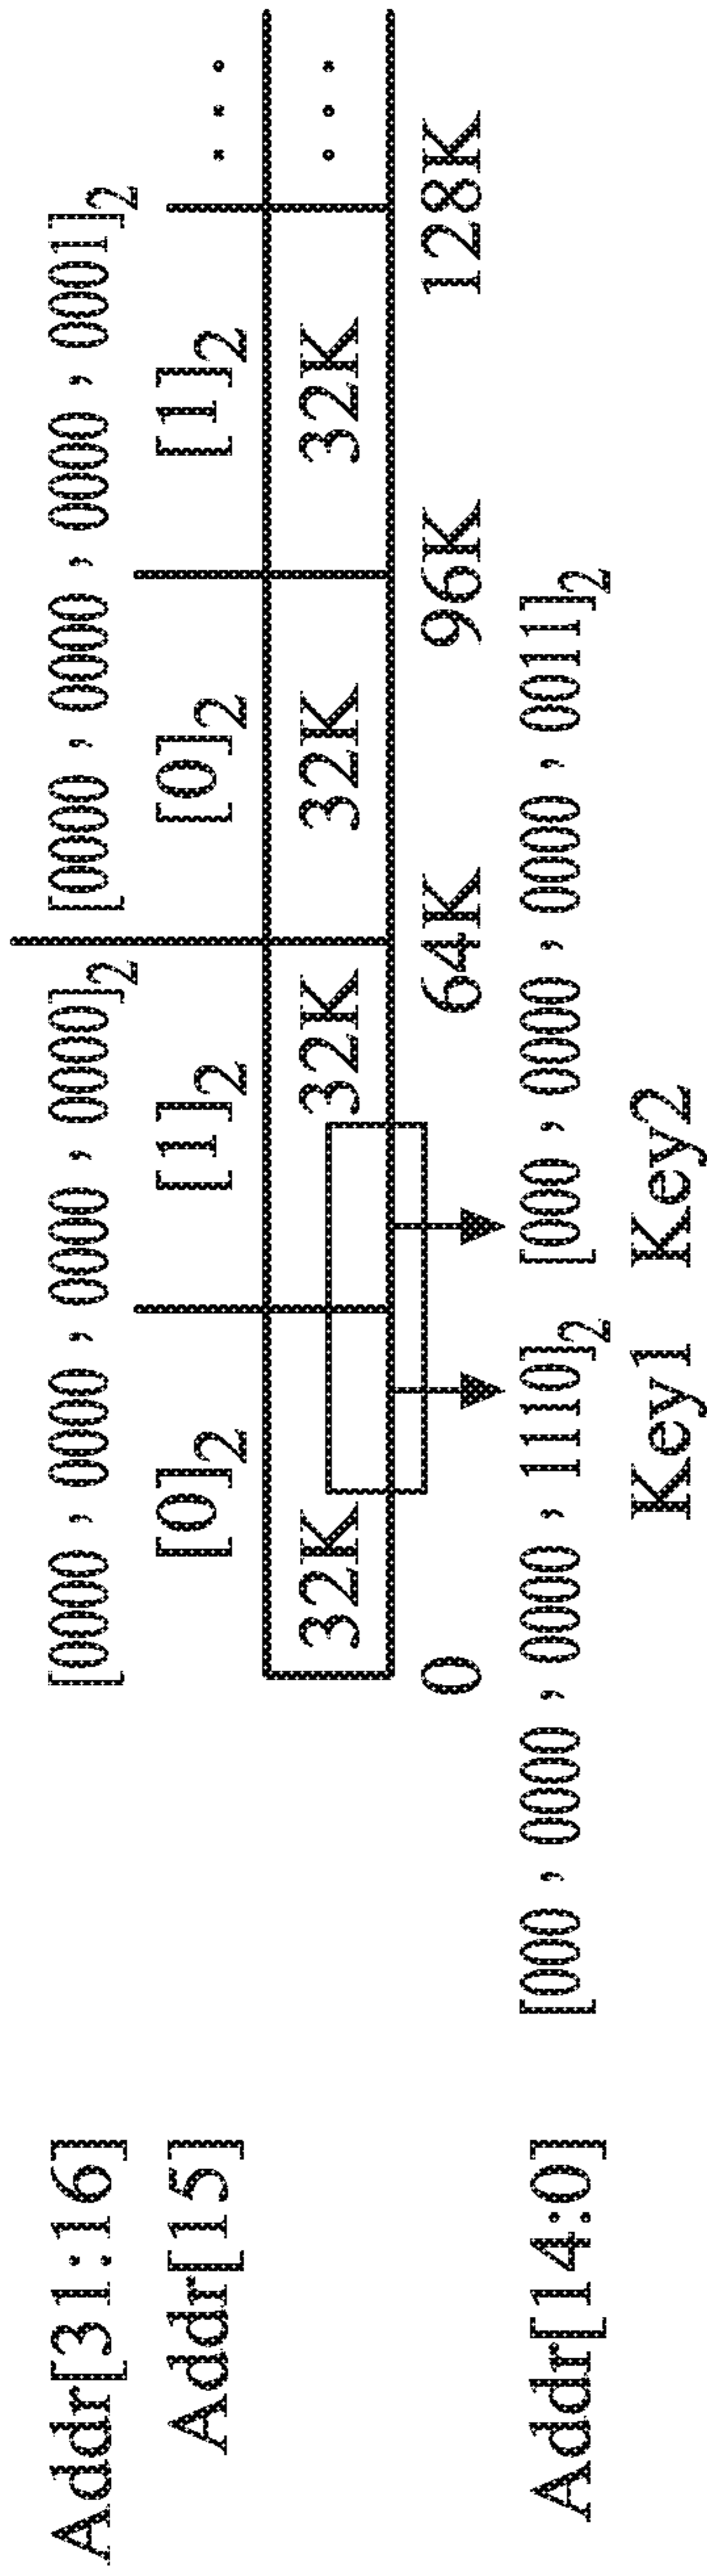 Addr[31:16] [0000，0000，0000，0000]2 [0000，0000，0000，0001]2
Addr[15] [0]2 [1]2 [0]2 [1]2
32K 32K 32K 32K
0 64K 96K 128K
Addr[14:0] [000，0000，0000，1110]2 [000，0000，0000，0011]2
Key1 Key2